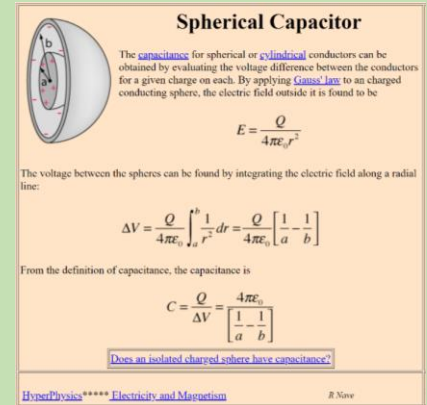 Spherical Capacitor
b
a
The capacitance for spherical or cylindrical conductors can be
obtained by evaluating the voltage difference between the conductors
for a given charge on each. By applying Gauss' law to an charged
conducting sphere, the electric field outside it is found to be
E = Q / 4πε₀r²
The voltage between the spheres can be found by integrating the electric field along a radial
line:
ΔV = Q / 4πε₀ ∫ₐᵇ 1/r² dr = Q / 4πε₀ [1/a − 1/b]
From the definition of capacitance, the capacitance is
C = Q / ΔV = 4πε₀ / [1/a − 1/b]
Does an isolated charged sphere have capacitance?
HyperPhysics***** Electricity and Magnetism R Nave